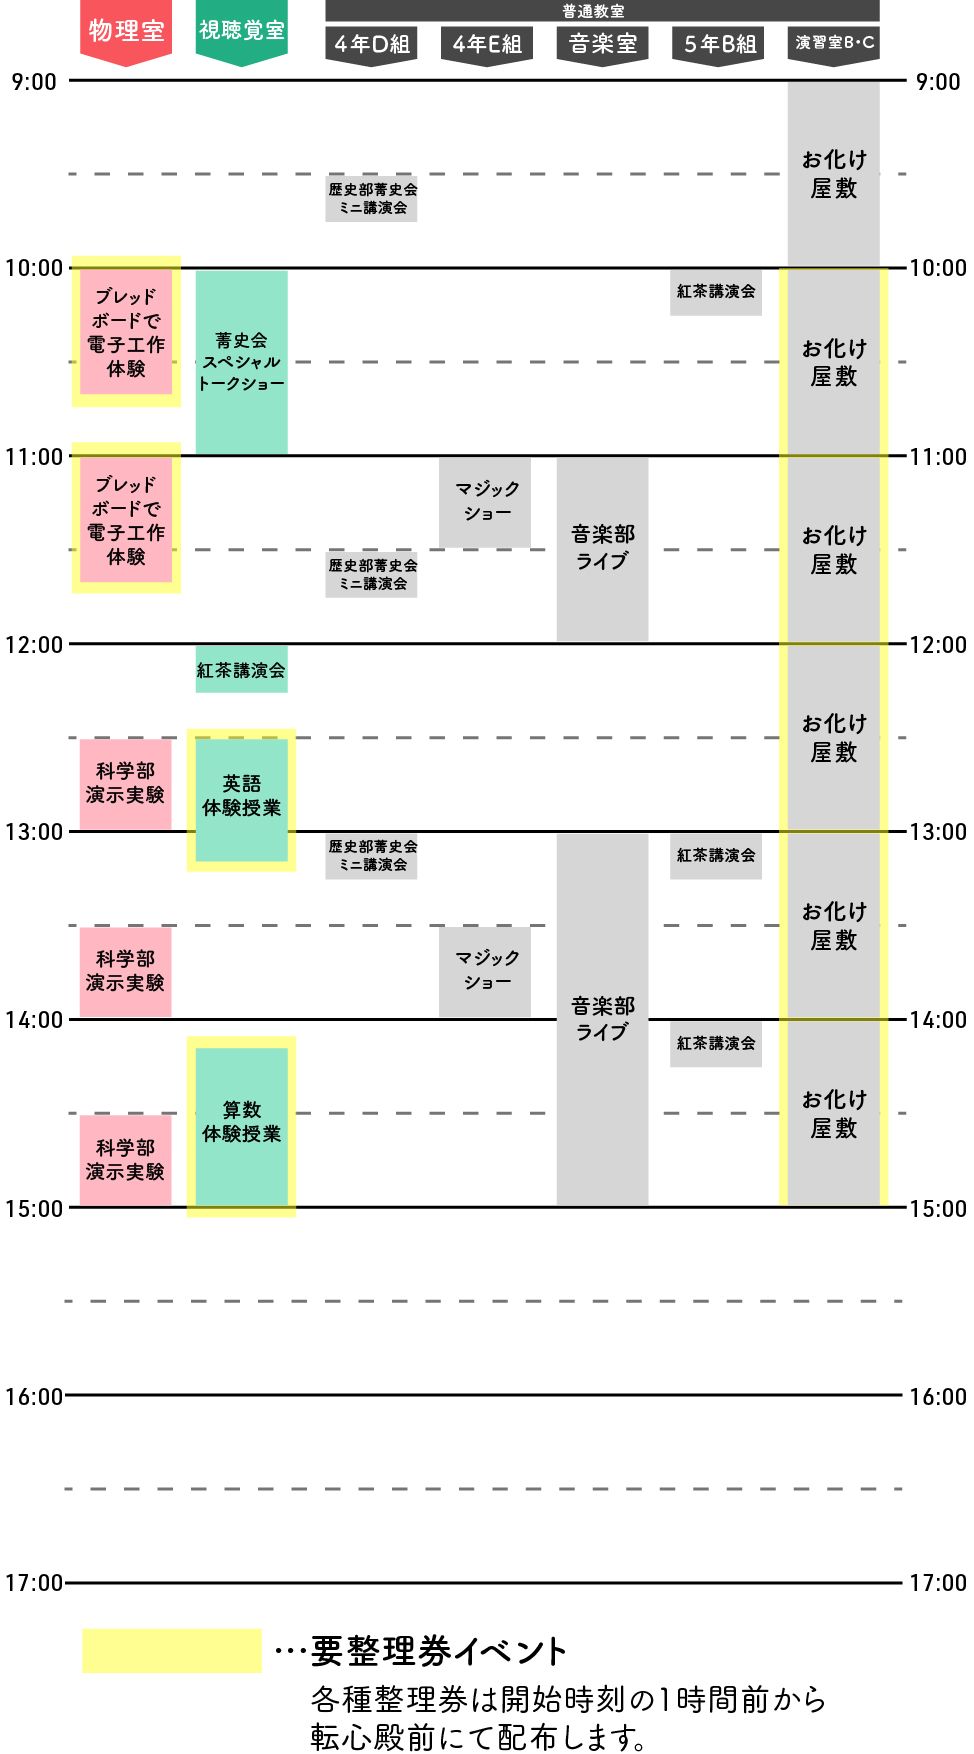 普通教室
物理室
視聴覚室
4年D組
4年E組
音楽室
5年B組
演習室B・C
9:00
9:00
お化け
屋敷
歴史部菁史会
ミニ講演会
10:00
10:00
ブレッド
ボードで
電子工作
体験
菁史会
スペシャル
トークショー
紅茶講演会
お化け
屋敷
11:00
11:00
ブレッド
ボードで
電子工作
体験
マジック
ショー
音楽部
ライブ
お化け
屋敷
歴史部菁史会
ミニ講演会
12:00
12:00
紅茶講演会
お化け
屋敷
科学部
演示実験
英語
体験授業
13:00
13:00
歴史部菁史会
ミニ講演会
紅茶講演会
お化け
屋敷
科学部
演示実験
マジック
ショー
音楽部
ライブ
14:00
14:00
紅茶講演会
算数
体験授業
お化け
屋敷
科学部
演示実験
15:00
15:00
16:00
16:00
17:00
17:00
…要整理券イベント
各種整理券は開始時刻の1時間前から
転心殿前にて配布します。